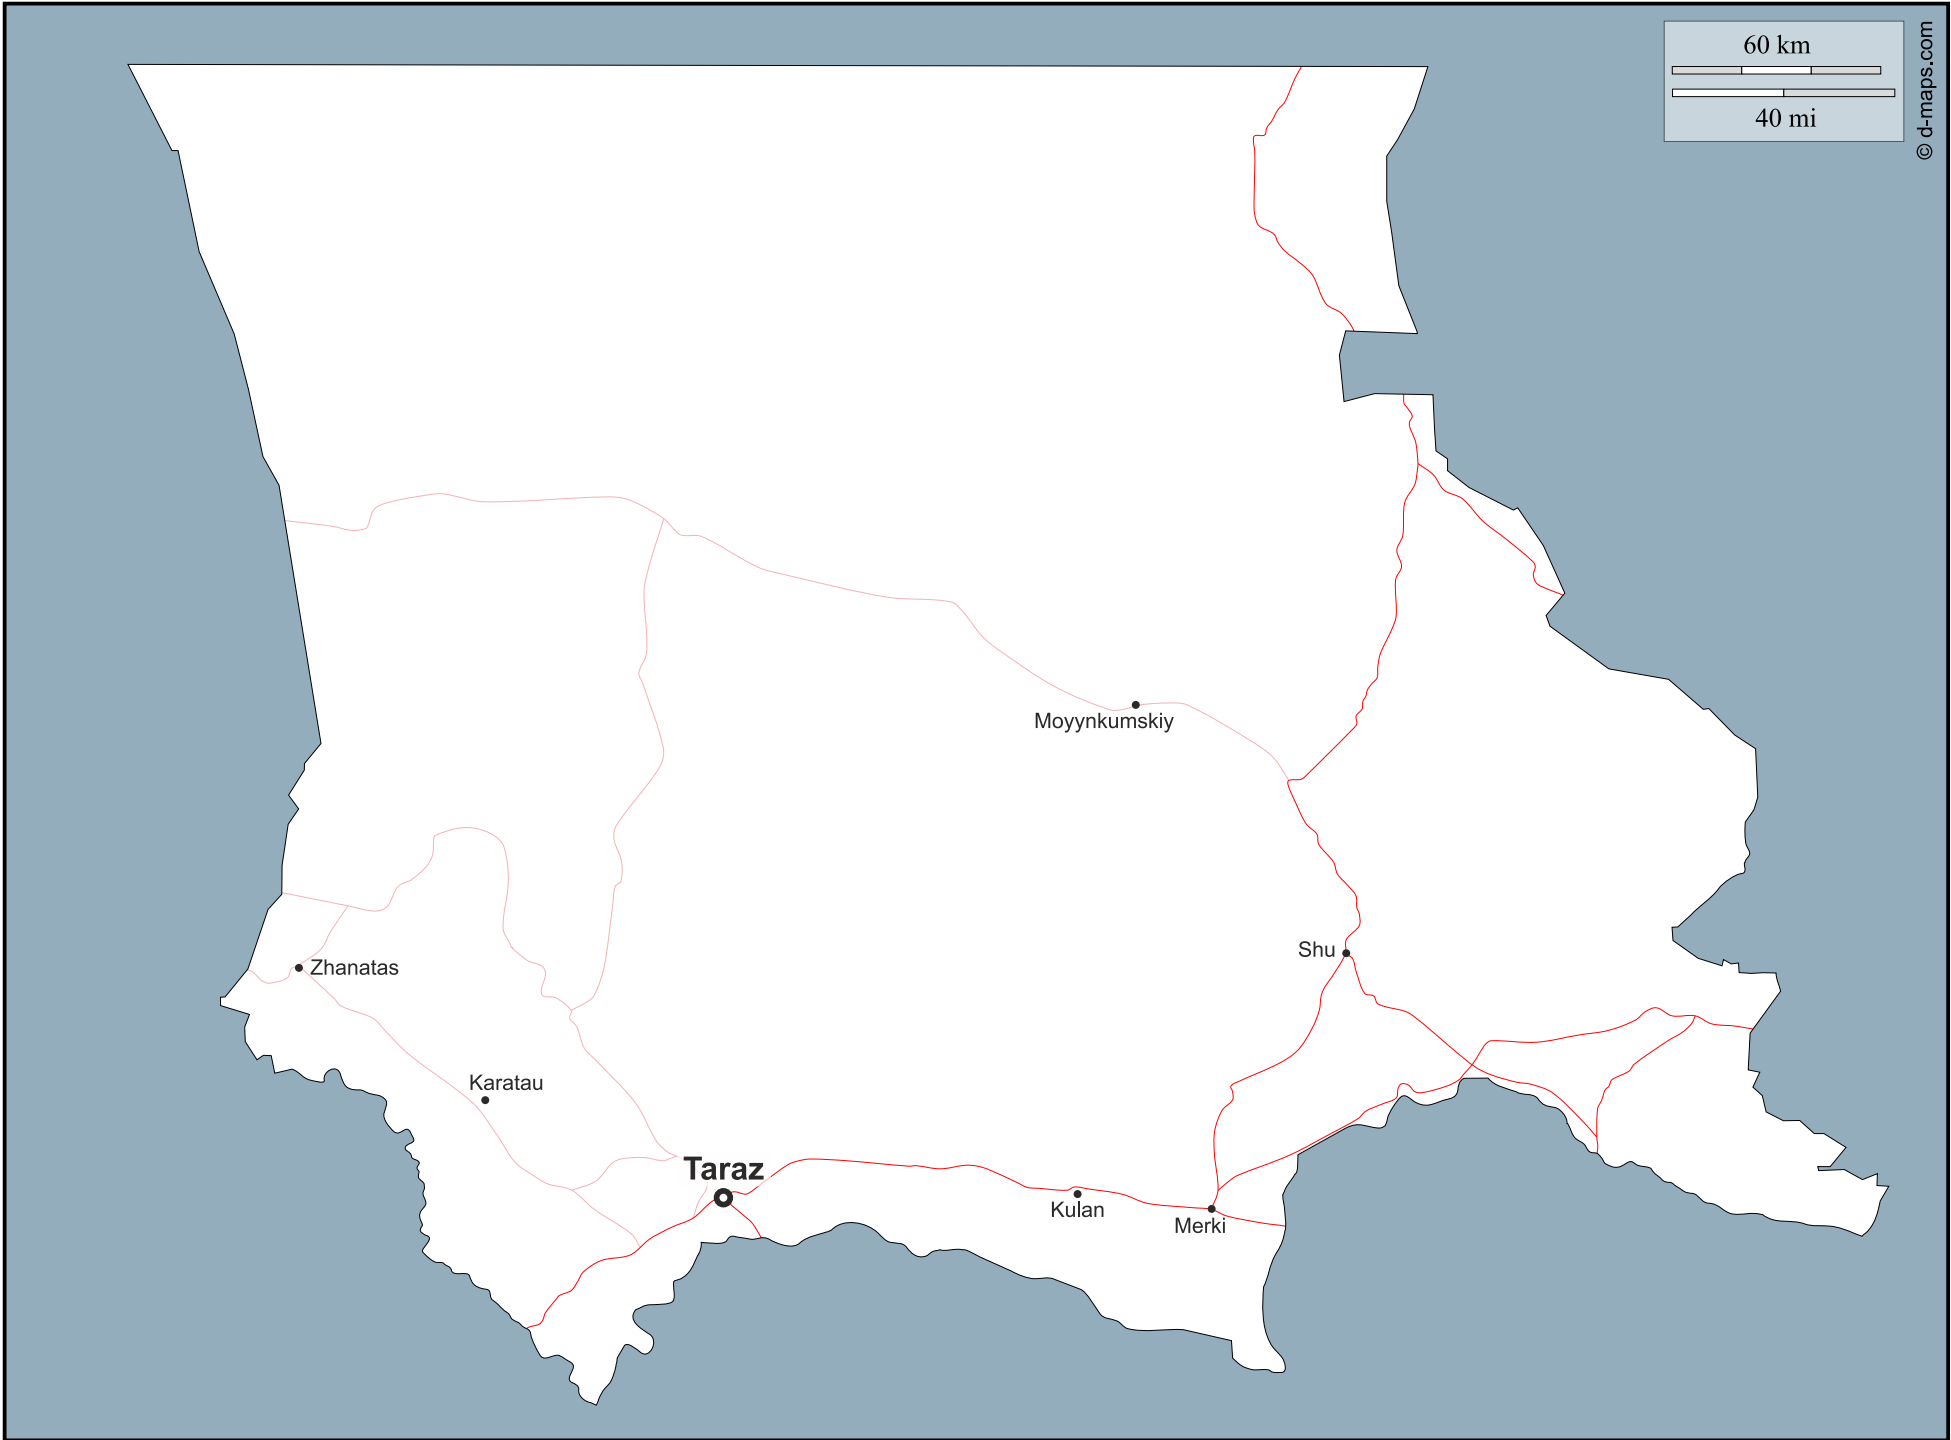 60 km
40 mi
© d-maps.com
Moyynkumskiy
Shu
Zhanatas
Karatau
Taraz
Kulan
Merki